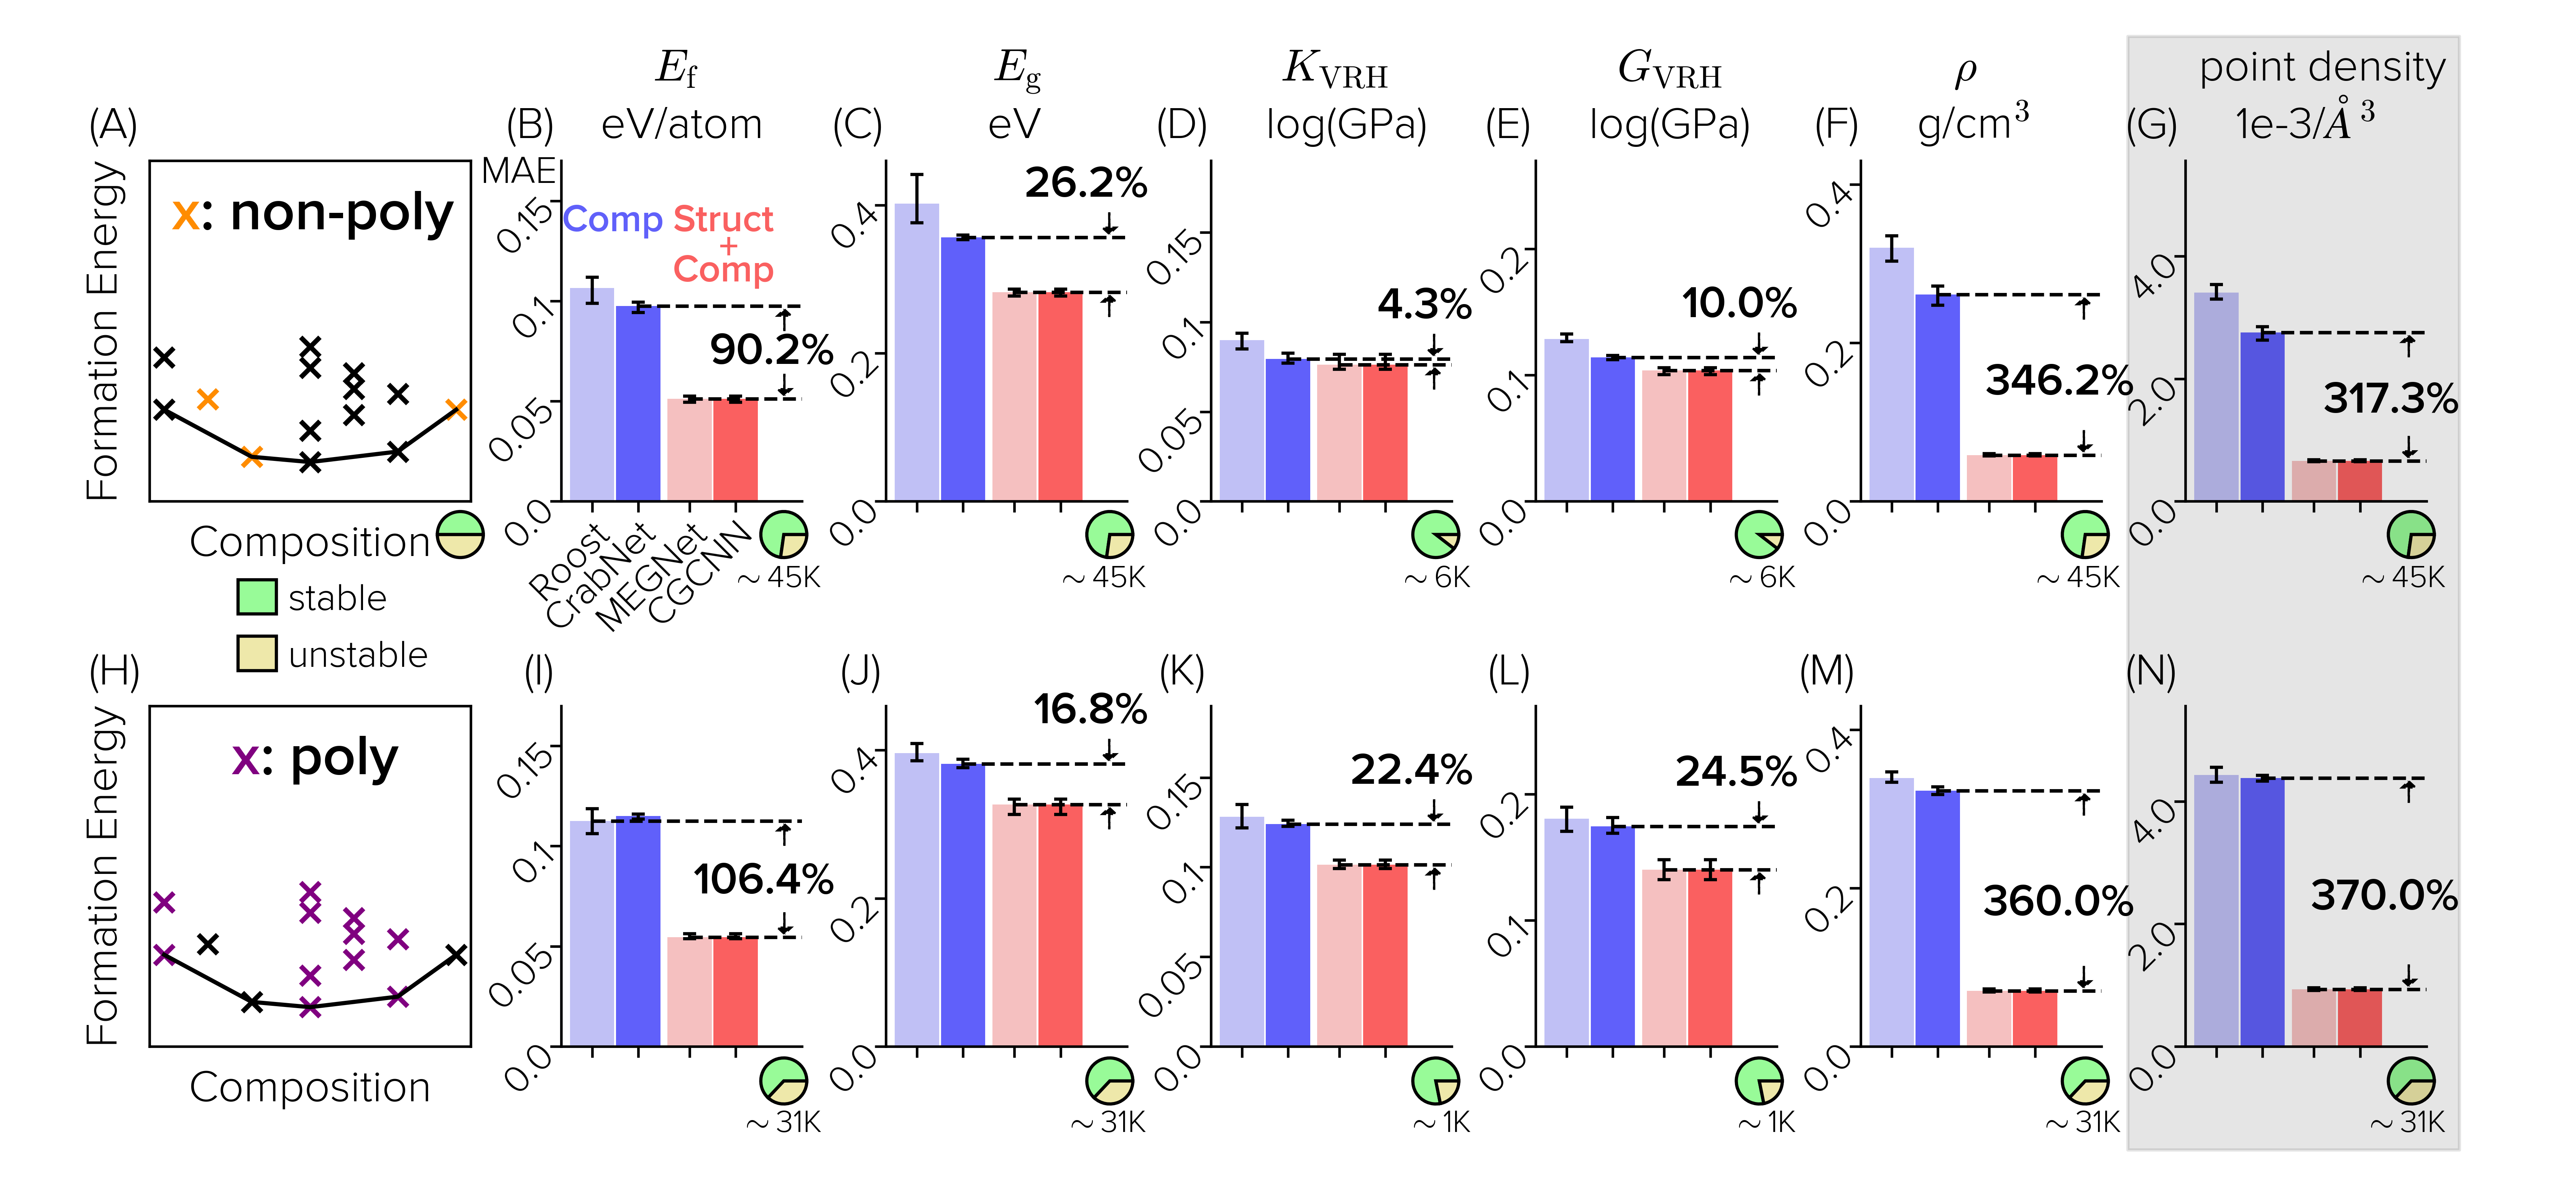 E_f
E_g
K_VRH
G_VRH
ρ
point density
(A)
(B)
eV/atom
(C)
eV
(D)
log(GPa)
(E)
log(GPa)
(F)
g/cm³
(G)
1e-3/Å³
Formation Energy
x: non-poly
Composition
stable
unstable
MAE
0.15
0.1
0.05
0.0
Comp
Struct
+
Comp
90.2%
Roost
CrabNet
MEGNet
CGCNN
~ 45K
0.4
0.2
0.0
26.2%
~ 45K
0.15
0.1
0.05
0.0
4.3%
~ 6K
0.2
0.1
0.0
10.0%
~ 6K
0.4
0.2
0.0
346.2%
~ 45K
4.0
2.0
0.0
317.3%
~ 45K
(H)
Formation Energy
x: poly
Composition
(I)
0.15
0.1
0.05
0.0
106.4%
~ 31K
(J)
0.4
0.2
0.0
16.8%
~ 31K
(K)
0.15
0.1
0.05
0.0
22.4%
~ 1K
(L)
0.2
0.1
0.0
24.5%
~ 1K
(M)
0.4
0.2
0.0
360.0%
~ 31K
(N)
4.0
2.0
0.0
370.0%
~ 31K